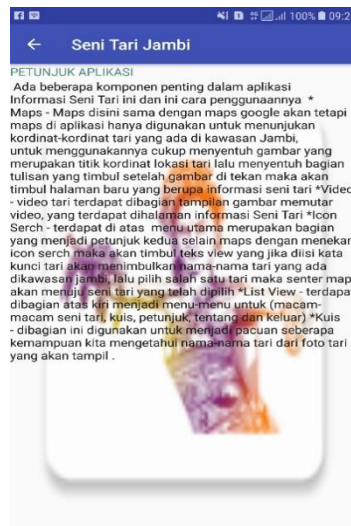 100% 09:2
Seni Tari Jambi
PETUNJUK APLIKASI
Ada beberapa komponen penting dalam aplikasi
Informasi Seni Tari ini dan ini cara penggunaannya *
Maps - Maps disini sama dengan maps google akan tetapi
maps di aplikasi hanya digunakan untuk menunjukan
kordinat-kordinat tari yang ada di kawasan Jambi,
untuk menggunakannya cukup menyentuh gambar yang
merupakan titik kordinat lokasi tari lalu menyentuh bagian
tulisan yang timbul setelah gambar di tekan maka akan
timbul halaman baru yang berupa informasi seni tari *Video
- video tari terdapat dibagian tampilan gambar memutar
video, yang terdapat dihalaman informasi Seni Tari *Icon
Serch - terdapat di atas menu utama merupakan bagian
yang menjadi petunjuk kedua selain maps dengan menekan
icon serch maka akan timbul teks view yang jika diisi kata
kunci tari akan menimbulkan nama-nama tari yang ada
dikawasan jambi, lalu pilih salah satu tari maka senter map
akan menuju seni tari yang telah dipilih *List View - terdapat
dibagian atas kiri menjadi menu-menu untuk (macam-
macam seni tari, kuis, petunjuk, tentang dan keluar) *Kuis
- dibagian ini digunakan untuk menjadi pacuan seberapa
kemampuan kita mengetahui nama-nama tari dari foto tari
yang akan tampil .